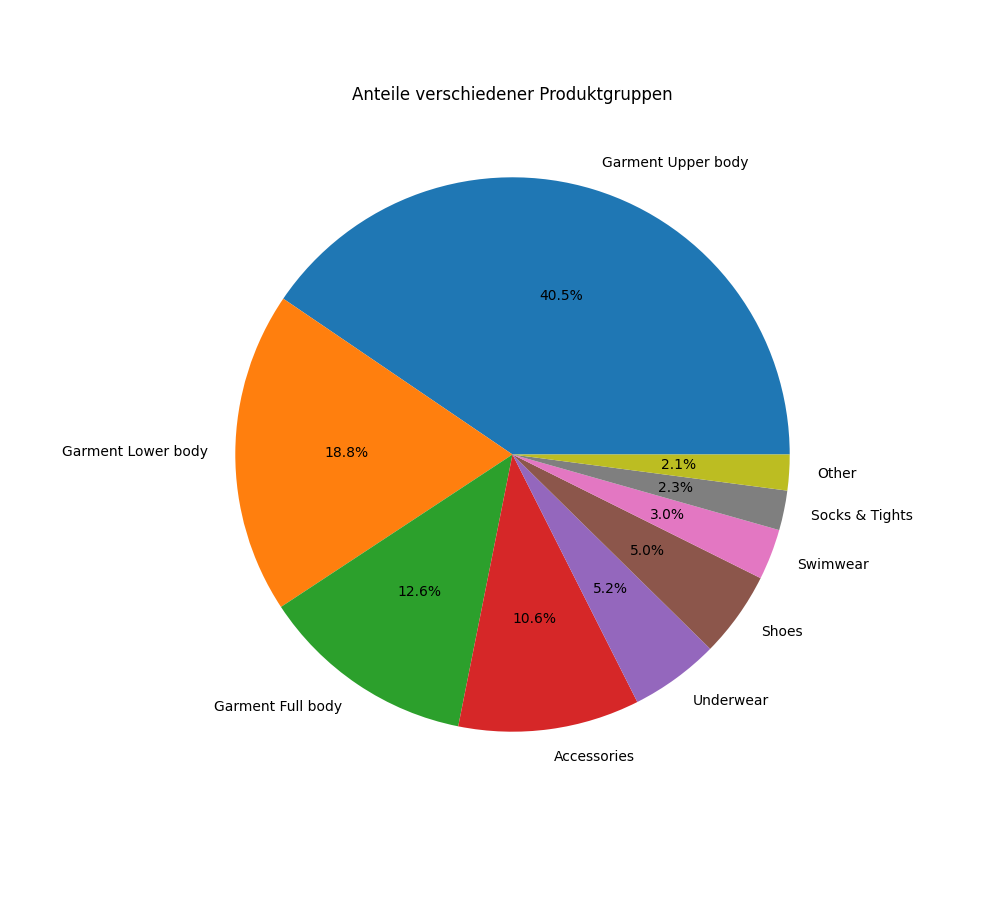 Anteile verschiedener Produktgruppen
Garment Upper body
40.5%
Garment Lower body
18.8%
Garment Full body
12.6%
Accessories
10.6%
Underwear
5.2%
Shoes
5.0%
Swimwear
3.0%
Socks & Tights
2.3%
Other
2.1%